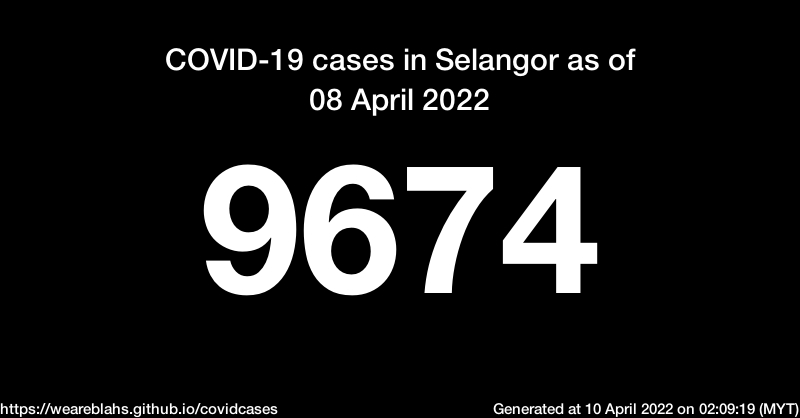 COVID-19 cases in Selangor as of
08 April 2022
9674
https://weareblahs.github.io/covidcases
Generated at 10 April 2022 on 02:09:19 (MYT)